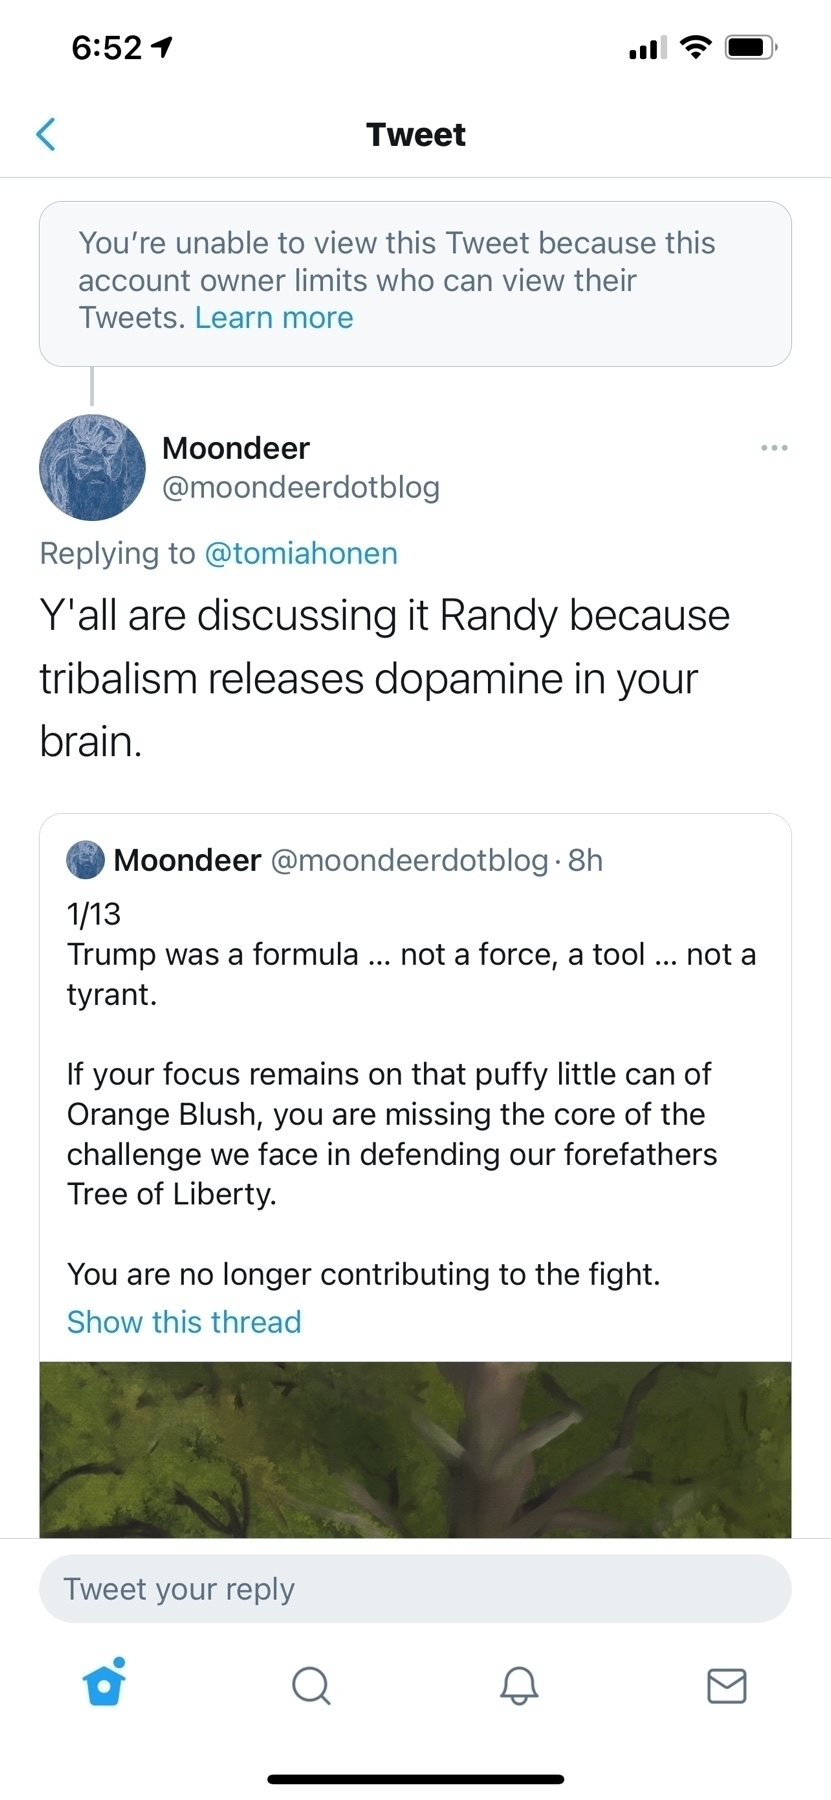 6:52
Tweet
You’re unable to view this Tweet because this
account owner limits who can view their
Tweets. Learn more
Moondeer
@moondeerdotblog
Replying to @tomiahonen
Y'all are discussing it Randy because
tribalism releases dopamine in your
brain.
Moondeer @moondeerdotblog · 8h
1/13
Trump was a formula ... not a force, a tool ... not a
tyrant.
If your focus remains on that puffy little can of
Orange Blush, you are missing the core of the
challenge we face in defending our forefathers
Tree of Liberty.
You are no longer contributing to the fight.
Show this thread
Tweet your reply